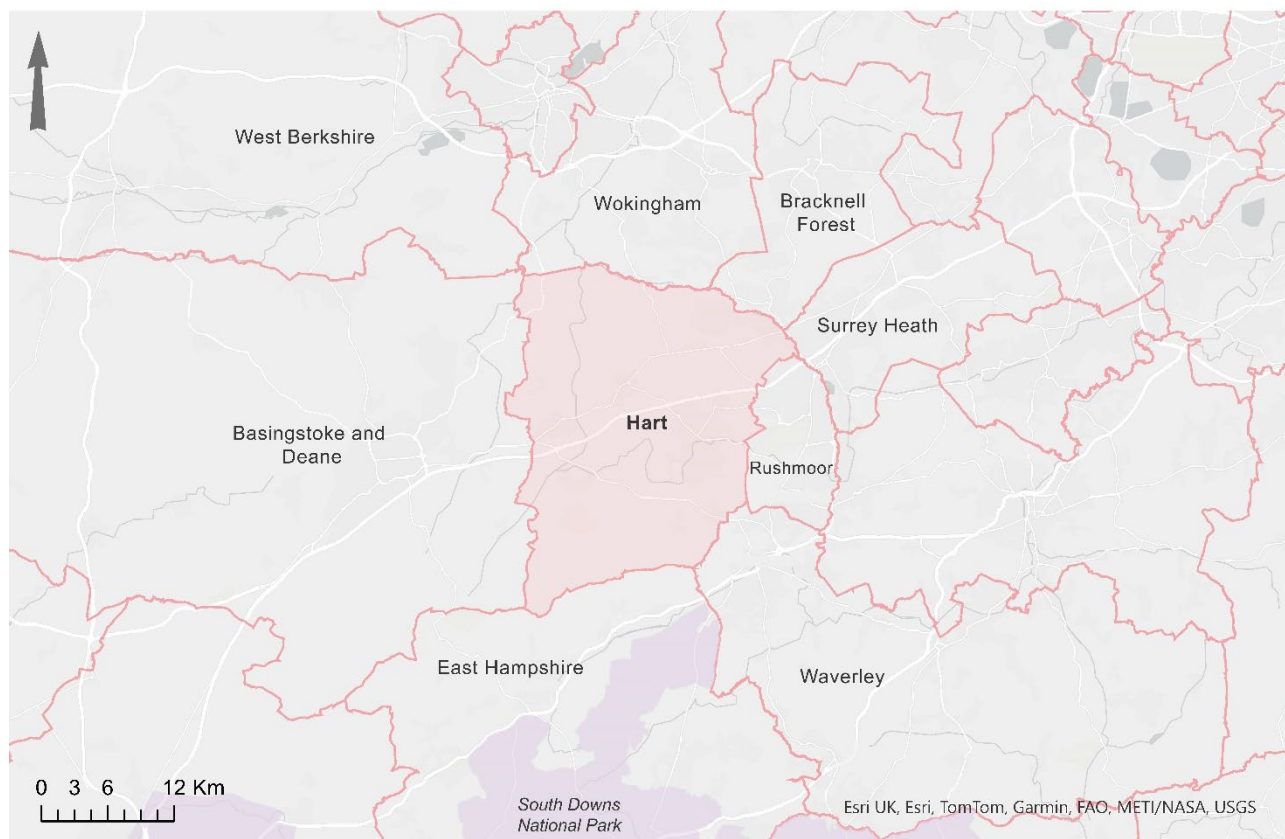 West Berkshire
Wokingham
Bracknell
Forest
Surrey Heath
Hart
Basingstoke and
Deane
Rushmoor
East Hampshire
Waverley
0 3 6 12 Km
South Downs
National Park
Esri UK, Esri, TomTom, Garmin, FAO, METI/NASA, USGS